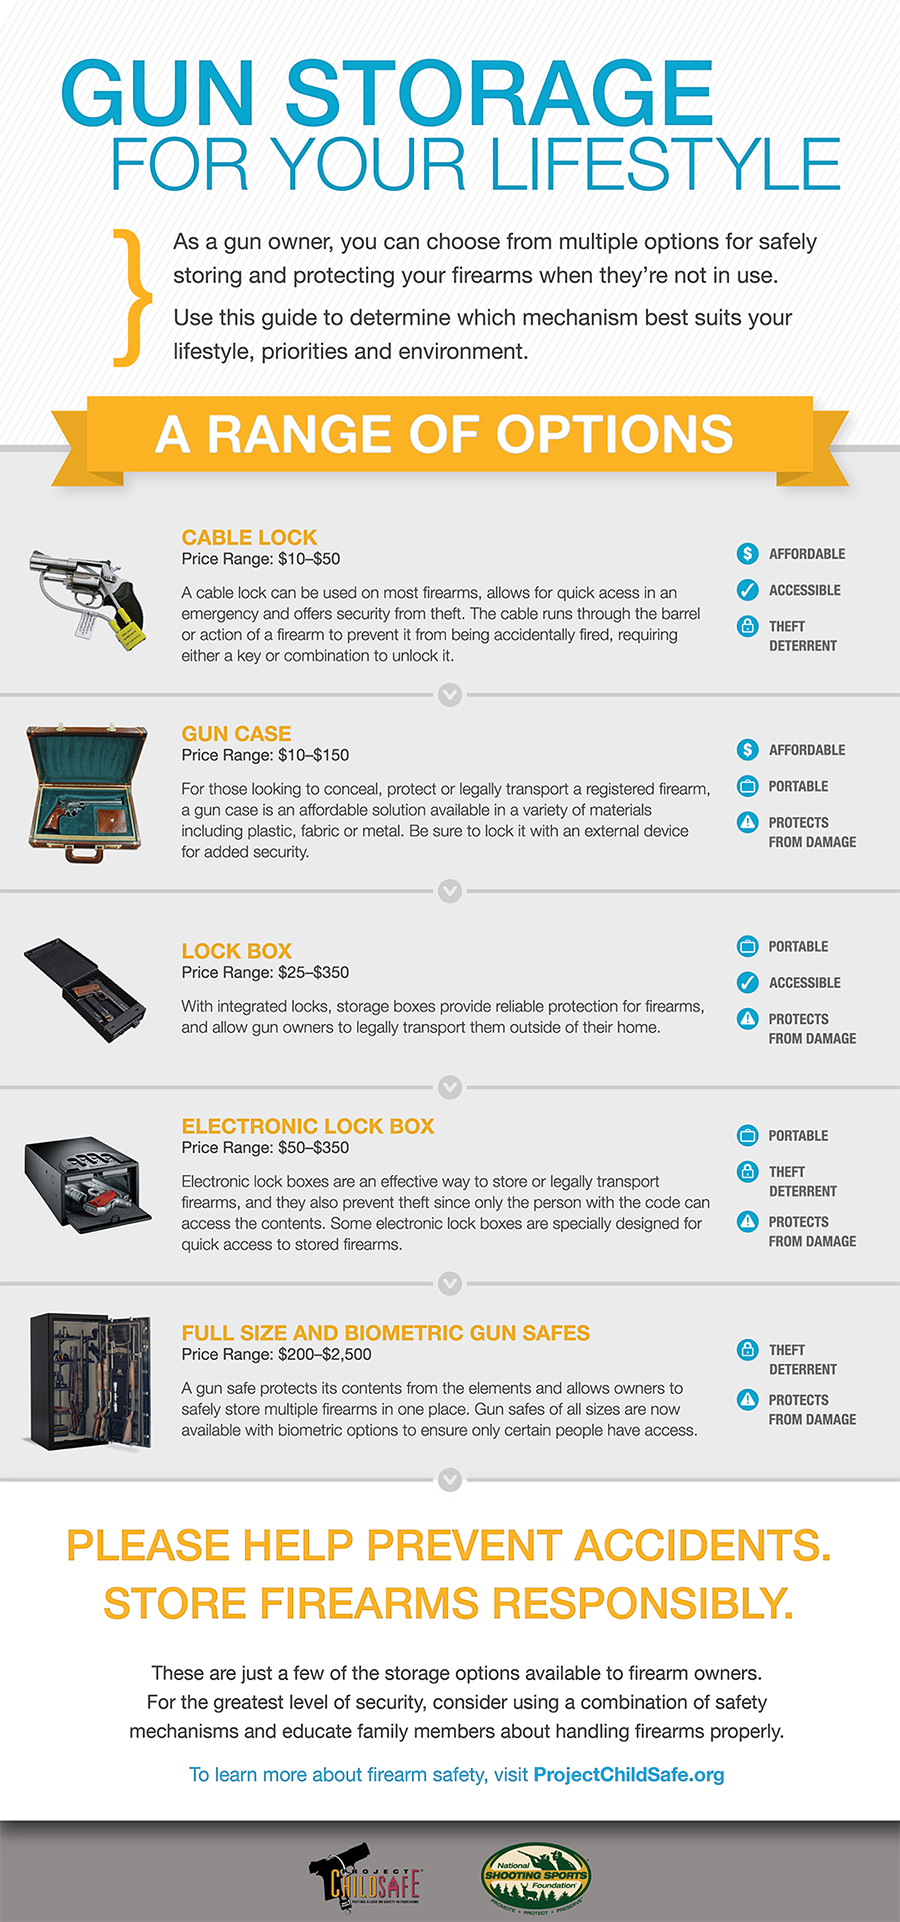 GUN STORAGE
FOR YOUR LIFESTYLE
As a gun owner, you can choose from multiple options for safely
storing and protecting your firearms when they're not in use.
Use this guide to determine which mechanism best suits your
lifestyle, priorities and environment.
A RANGE OF OPTIONS
CABLE LOCK
Price Range: $10–$50
A cable lock can be used on most firearms, allows for quick acess in an
emergency and offers security from theft. The cable runs through the barrel
or action of a firearm to prevent it from being accidentally fired, requiring
either a key or combination to unlock it.
$ AFFORDABLE
ACCESSIBLE
THEFT
DETERRENT
GUN CASE
Price Range: $10–$150
For those looking to conceal, protect or legally transport a registered firearm,
a gun case is an affordable solution available in a variety of materials
including plastic, fabric or metal. Be sure to lock it with an external device
for added security.
$ AFFORDABLE
PORTABLE
PROTECTS
FROM DAMAGE
LOCK BOX
Price Range: $25–$350
With integrated locks, storage boxes provide reliable protection for firearms,
and allow gun owners to legally transport them outside of their home.
PORTABLE
ACCESSIBLE
PROTECTS
FROM DAMAGE
ELECTRONIC LOCK BOX
Price Range: $50–$350
Electronic lock boxes are an effective way to store or legally transport
firearms, and they also prevent theft since only the person with the code can
access the contents. Some electronic lock boxes are specially designed for
quick access to stored firearms.
PORTABLE
THEFT
DETERRENT
PROTECTS
FROM DAMAGE
FULL SIZE AND BIOMETRIC GUN SAFES
Price Range: $200–$2,500
A gun safe protects its contents from the elements and allows owners to
safely store multiple firearms in one place. Gun safes of all sizes are now
available with biometric options to ensure only certain people have access.
THEFT
DETERRENT
PROTECTS
FROM DAMAGE
PLEASE HELP PREVENT ACCIDENTS.
STORE FIREARMS RESPONSIBLY.
These are just a few of the storage options available to firearm owners.
For the greatest level of security, consider using a combination of safety
mechanisms and educate family members about handling firearms properly.
To learn more about firearm safety, visit ProjectChildSafe.org
PROJECT
CHILDSAFE
PUTTING A LOCK ON SAFETY IN YOUR HOME
National
SHOOTING SPORTS
Foundation
PROMOTE • PROTECT • PRESERVE